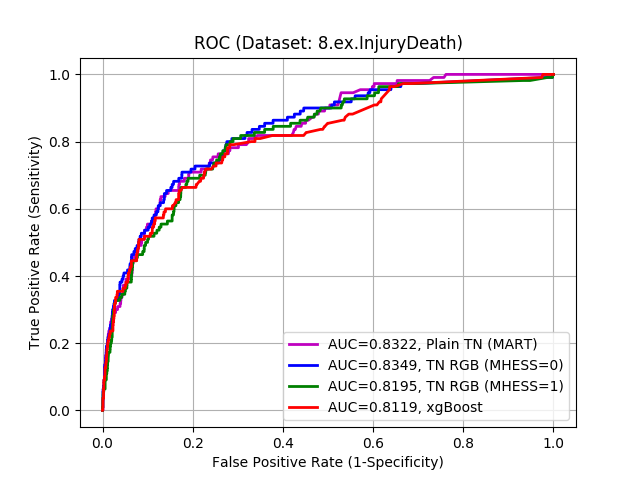 ROC (Dataset: 8.ex.InjuryDeath)
True Positive Rate (Sensitivity)
1.0
0.8
0.6
0.4
0.2
0.0
AUC=0.8322, Plain TN (MART)
AUC=0.8349, TN RGB (MHESS=0)
AUC=0.8195, TN RGB (MHESS=1)
AUC=0.8119, xgBoost
0.0 0.2 0.4 0.6 0.8 1.0
False Positive Rate (1-Specificity)